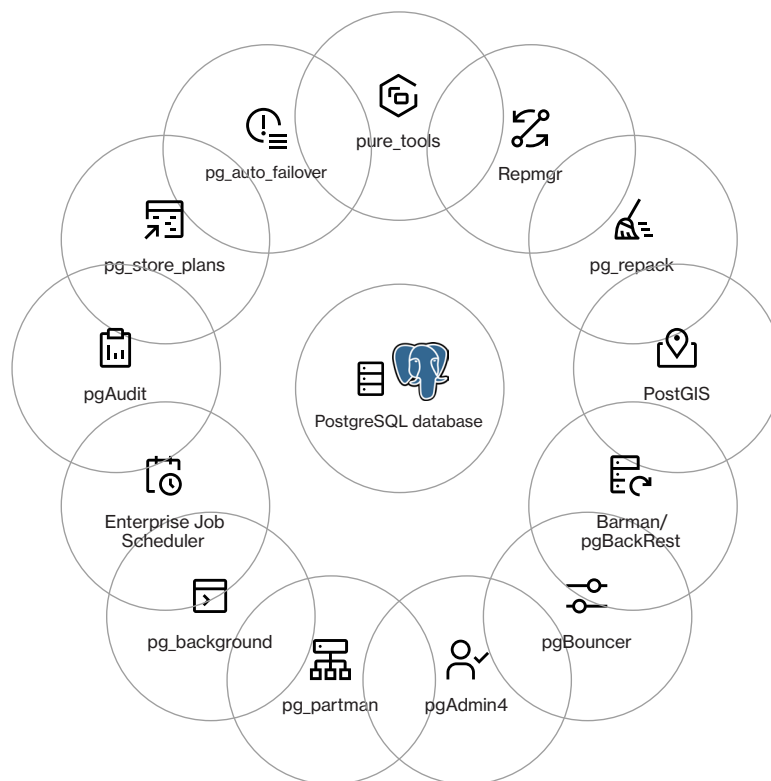 pure_tools
pg_auto_failover
Repmgr
pg_store_plans
pg_repack
pgAudit
PostGIS
PostgreSQL database
Enterprise Job
Scheduler
Barman/
pgBackRest
pg_background
pgBouncer
pg_partman
pgAdmin4